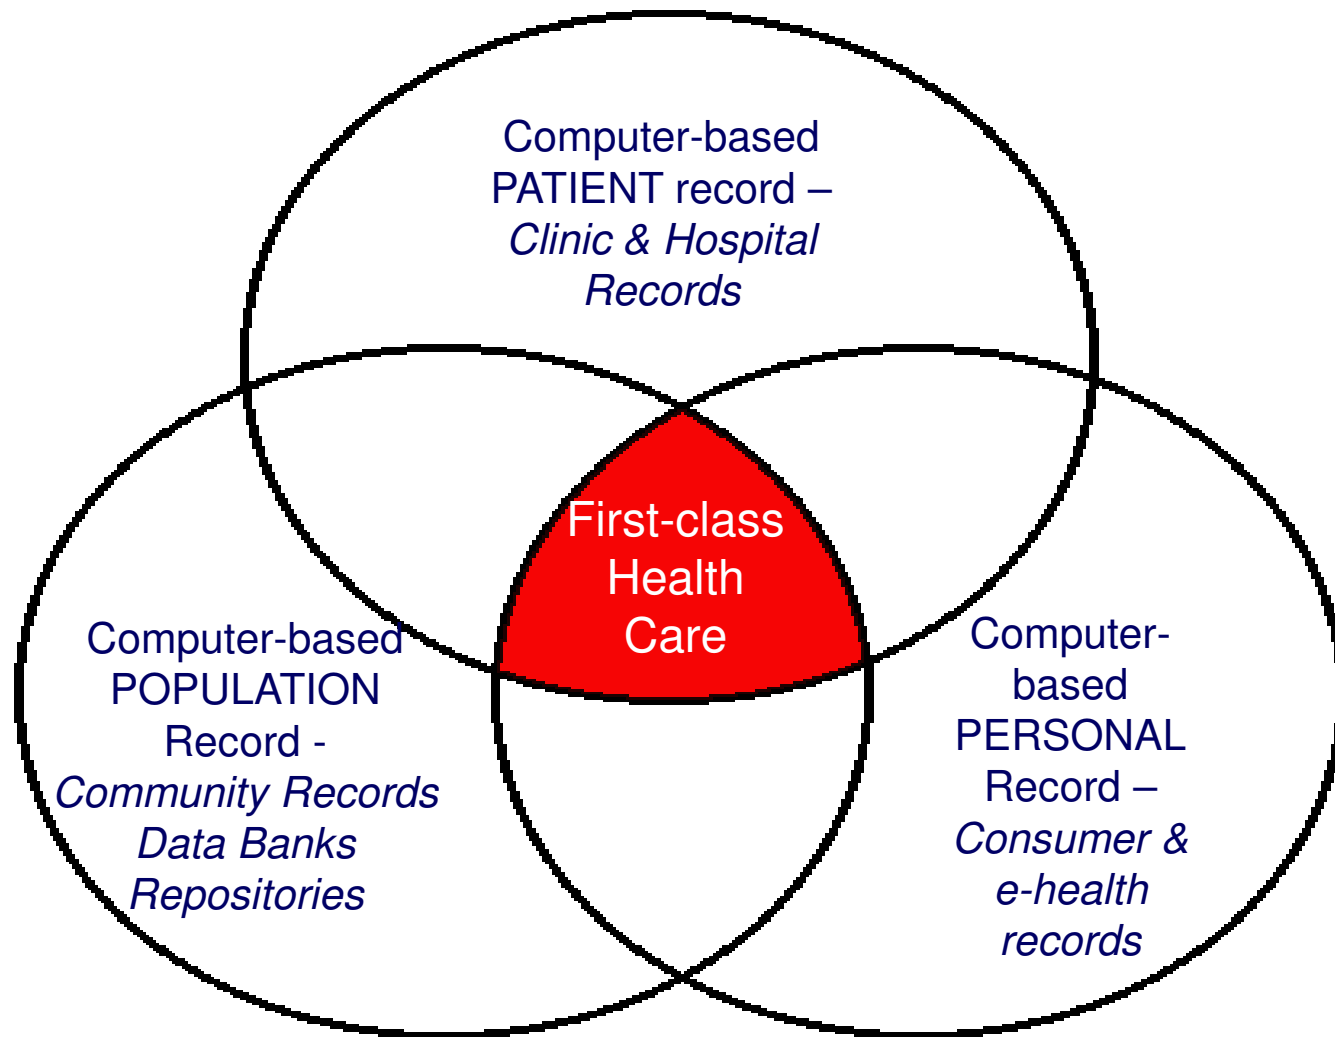 Computer-based
PATIENT record –
Clinic & Hospital
Records
First-class
Health
Care
Computer-based
POPULATION
Record -
Community Records
Data Banks
Repositories
Computer-
based
PERSONAL
Record –
Consumer &
e-health
records